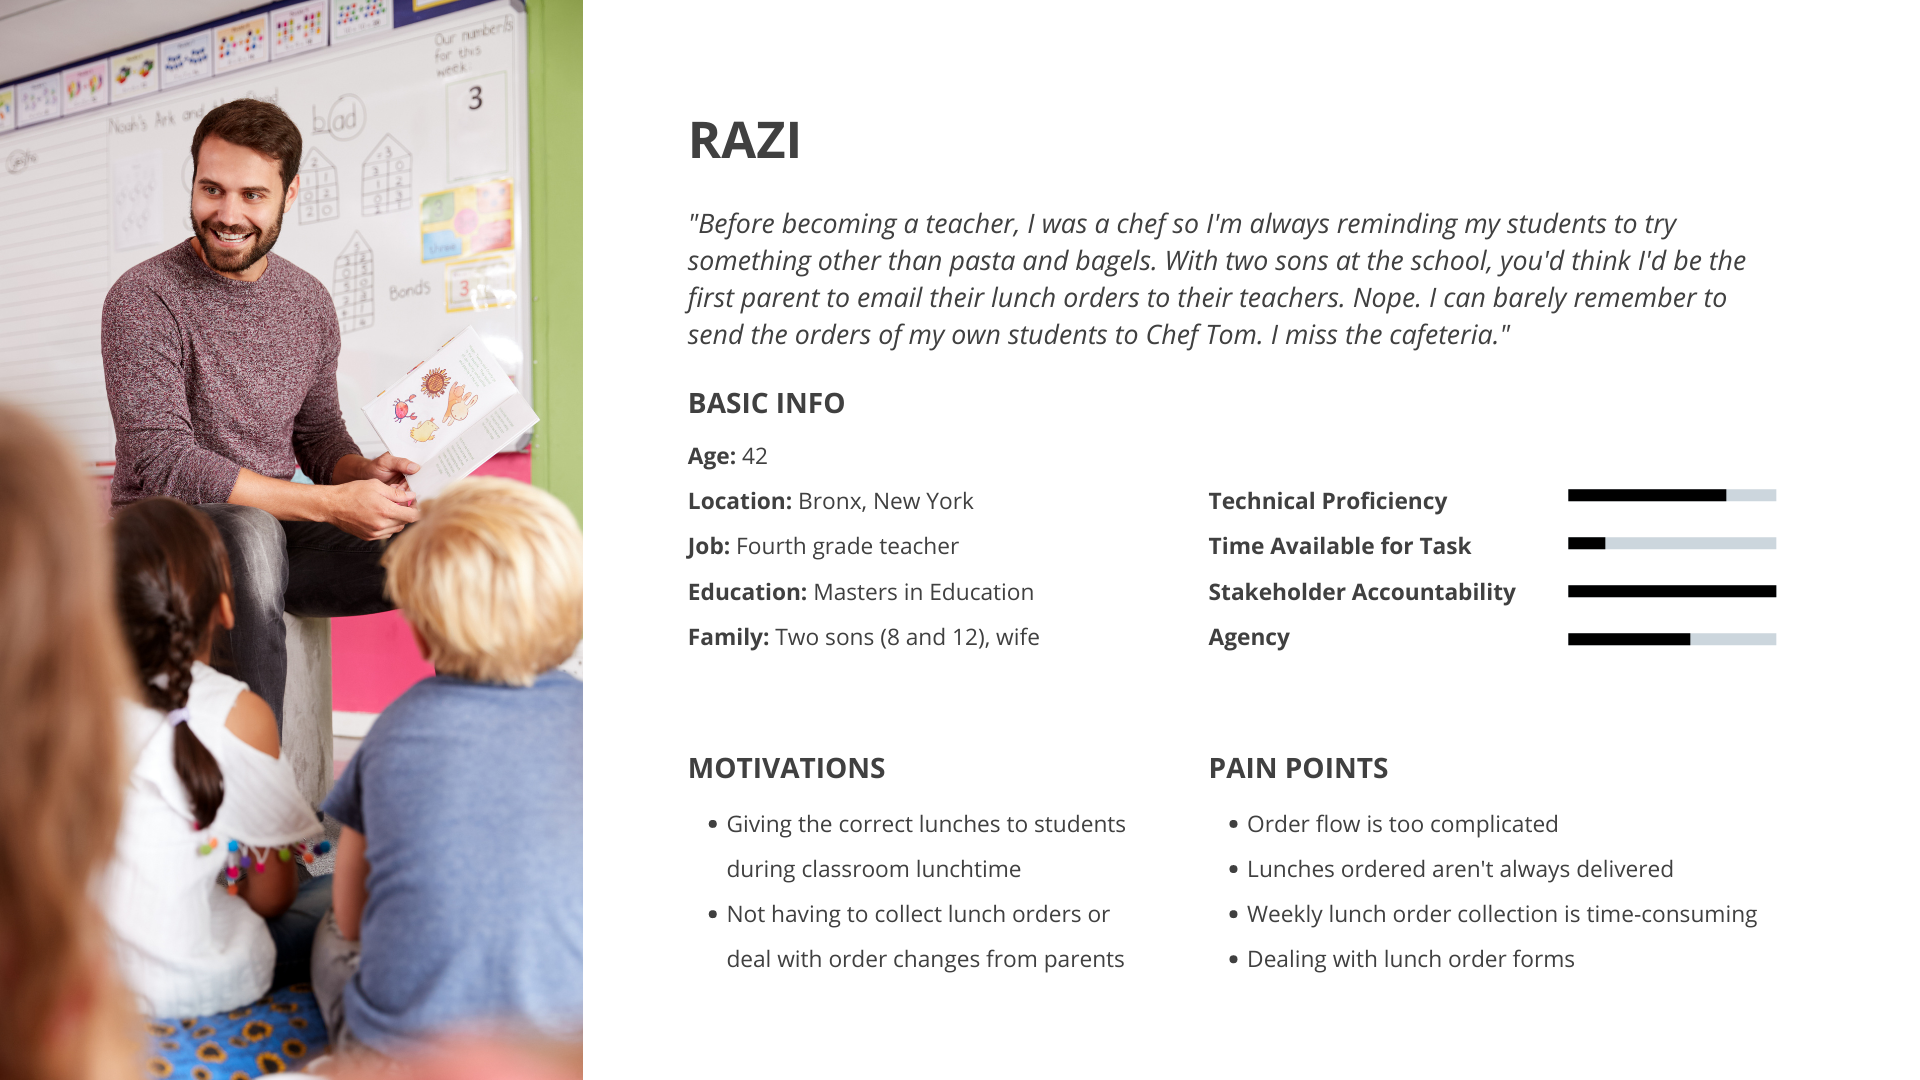 Our numbers
for this
week:
3
Noah's Ark and the
bad
Bonds
3
RAZI
"Before becoming a teacher, I was a chef so I'm always reminding my students to try
something other than pasta and bagels. With two sons at the school, you'd think I'd be the
first parent to email their lunch orders to their teachers. Nope. I can barely remember to
send the orders of my own students to Chef Tom. I miss the cafeteria."
BASIC INFO
Age: 42
Location: Bronx, New York
Job: Fourth grade teacher
Education: Masters in Education
Family: Two sons (8 and 12), wife
Technical Proficiency
Time Available for Task
Stakeholder Accountability
Agency
MOTIVATIONS
• Giving the correct lunches to students
during classroom lunchtime
• Not having to collect lunch orders or
deal with order changes from parents
PAIN POINTS
• Order flow is too complicated
• Lunches ordered aren't always delivered
• Weekly lunch order collection is time-consuming
• Dealing with lunch order forms